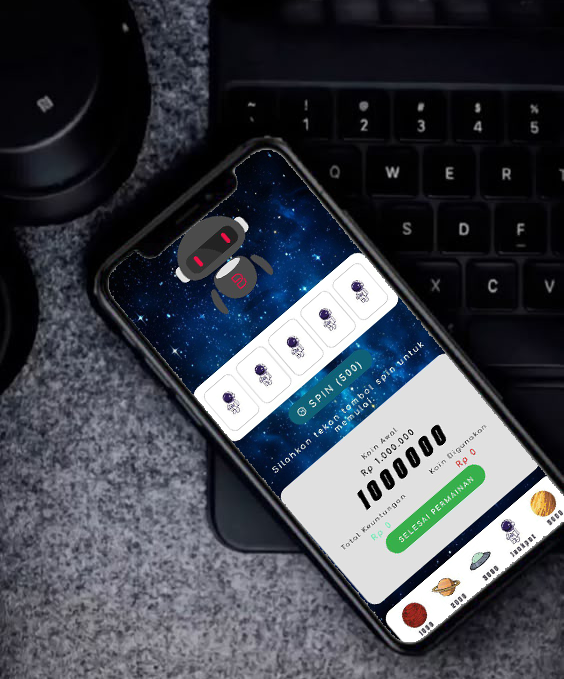 ~ ! @ # $ %
` 1 2 3 4 5
Q W E R T
S D F
X C V
SPIN (500)
Silahkan tekan tombol spin untuk
memulai.
Koin Awal
Rp 1.000.000
1000000
Total Keuntungan
Rp 0
Koin Digunakan
Rp 0
SELESAI PERMAINAN
1000
2000
3000
Jackpot